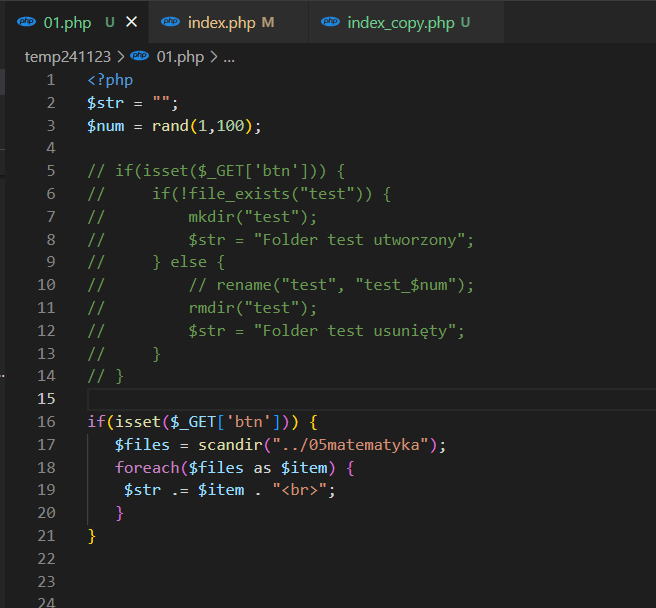 php 01.php U × php index.php M php index_copy.php U
temp241123 > php 01.php > ...
1 <?php
2 $str = "";
3 $num = rand(1,100);
4
5 // if(isset($_GET['btn'])) {
6 //     if(!file_exists("test")) {
7 //         mkdir("test");
8 //         $str = "Folder test utworzony";
9 //     } else {
10 //         // rename("test", "test_$num");
11 //         rmdir("test");
12 //         $str = "Folder test usunięty";
13 //     }
14 // }
15
16 if(isset($_GET['btn'])) {
17    $files = scandir("../05matematyka");
18    foreach($files as $item) {
19     $str .= $item . "<br>";
20    }
21 }
22
23
24